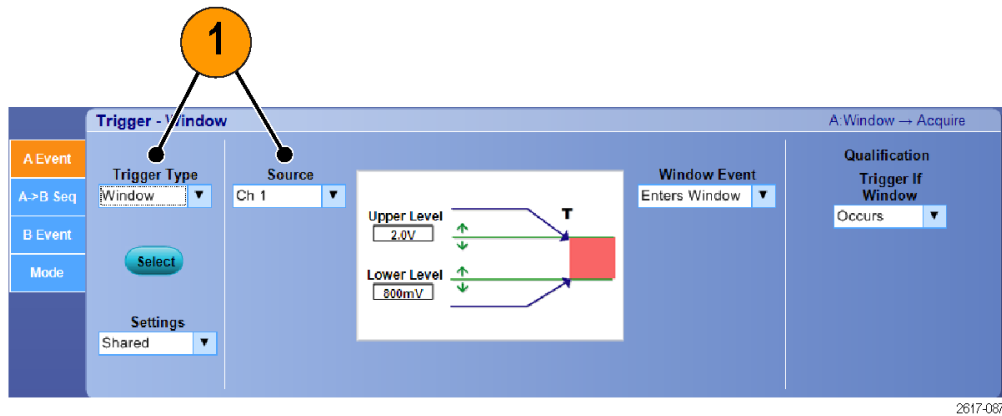 1
Trigger - Window
A:Window → Acquire
A Event
A->B Seq
B Event
Mode
Trigger Type
Window
Select
Settings
Shared
Source
Ch 1
Upper Level
2.0V
Lower Level
800mV
T
Window Event
Enters Window
Qualification
Trigger If
Window
Occurs
2617-087